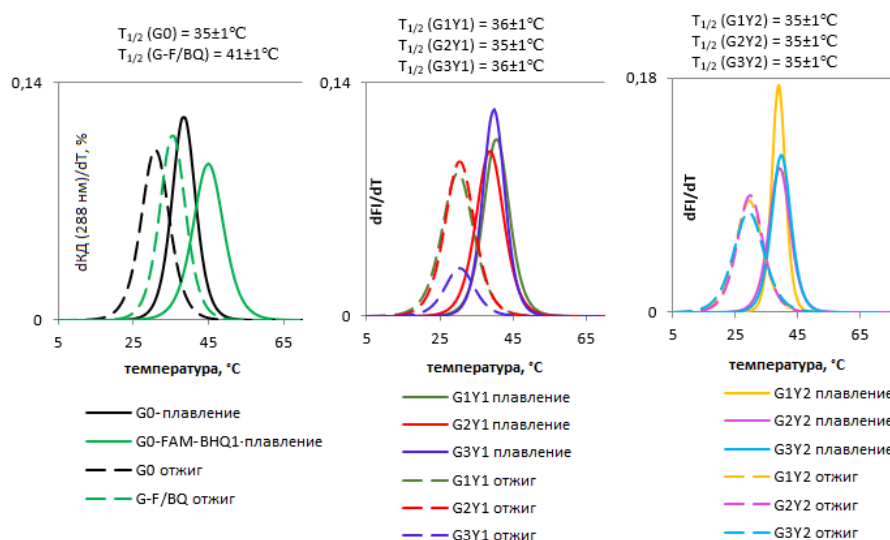 T1/2 (G0) = 35±1℃
T1/2 (G-F/BQ) = 41±1℃
0,14
dКД (288 нм)/dT, %
0
5
25
45
65
температура, °C
G0-плавление
G0-FAM-BHQ1-плавление
G0 отжиг
G-F/BQ отжиг
T1/2 (G1Y1) = 36±1℃
T1/2 (G2Y1) = 35±1℃
T1/2 (G3Y1) = 36±1℃
0,14
dFI/dT
0
5
25
45
65
температура, °C
G1Y1 плавление
G2Y1 плавление
G3Y1 плавление
G1Y1 отжиг
G2Y1 отжиг
G3Y1 отжиг
T1/2 (G1Y2) = 35±1℃
T1/2 (G2Y2) = 35±1℃
T1/2 (G3Y2) = 35±1℃
0,18
dFI/dT
0
5
25
45
65
температура, °C
G1Y2 плавление
G2Y2 плавление
G3Y2 плавление
G1Y2 отжиг
G2Y2 отжиг
G3Y2 отжиг